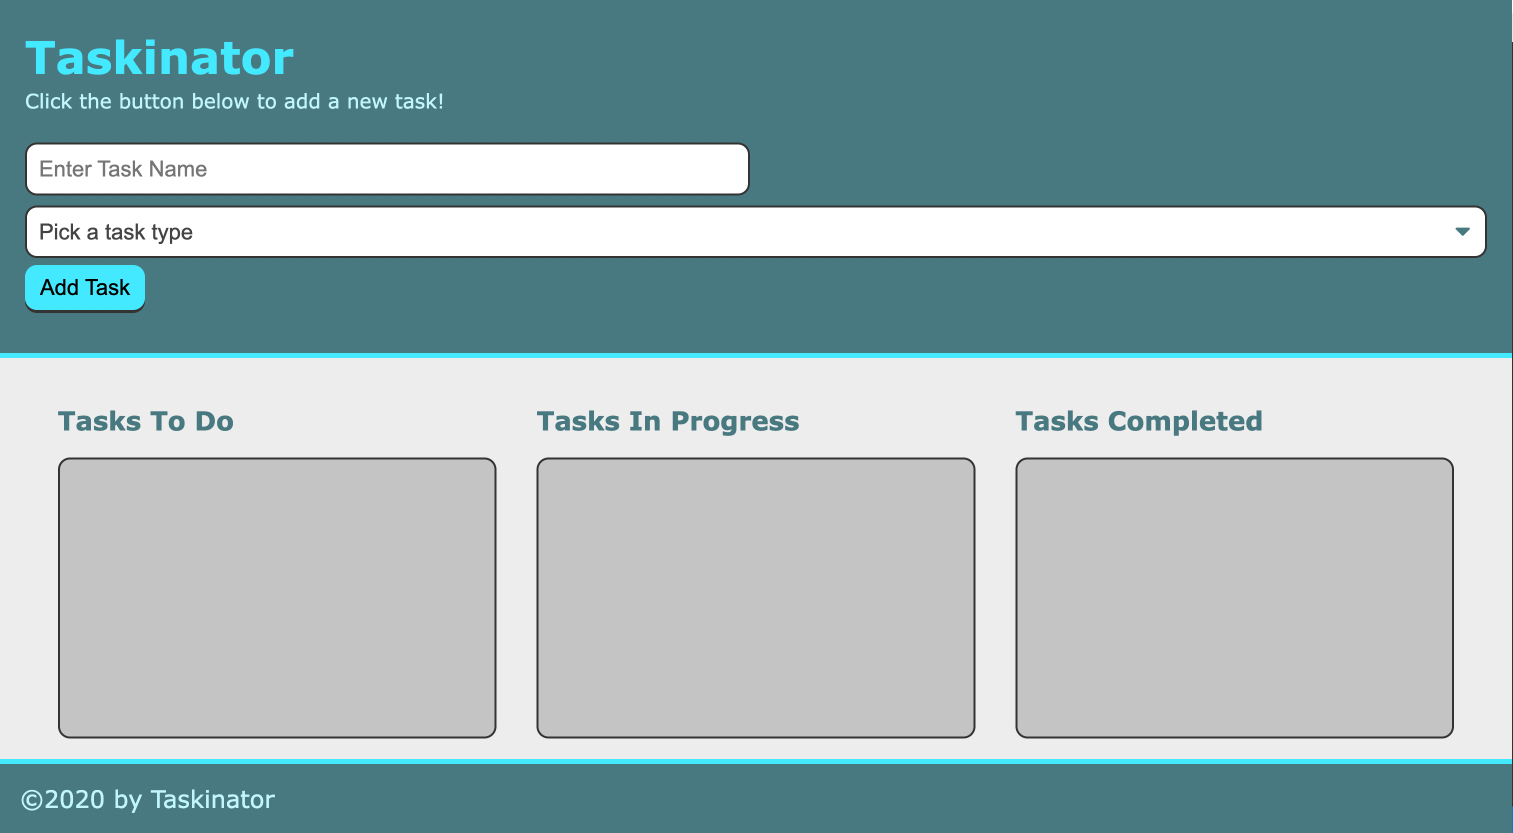 Taskinator
Click the button below to add a new task!
Enter Task Name
Pick a task type
Add Task
Tasks To Do
Tasks In Progress
Tasks Completed
©2020 by Taskinator